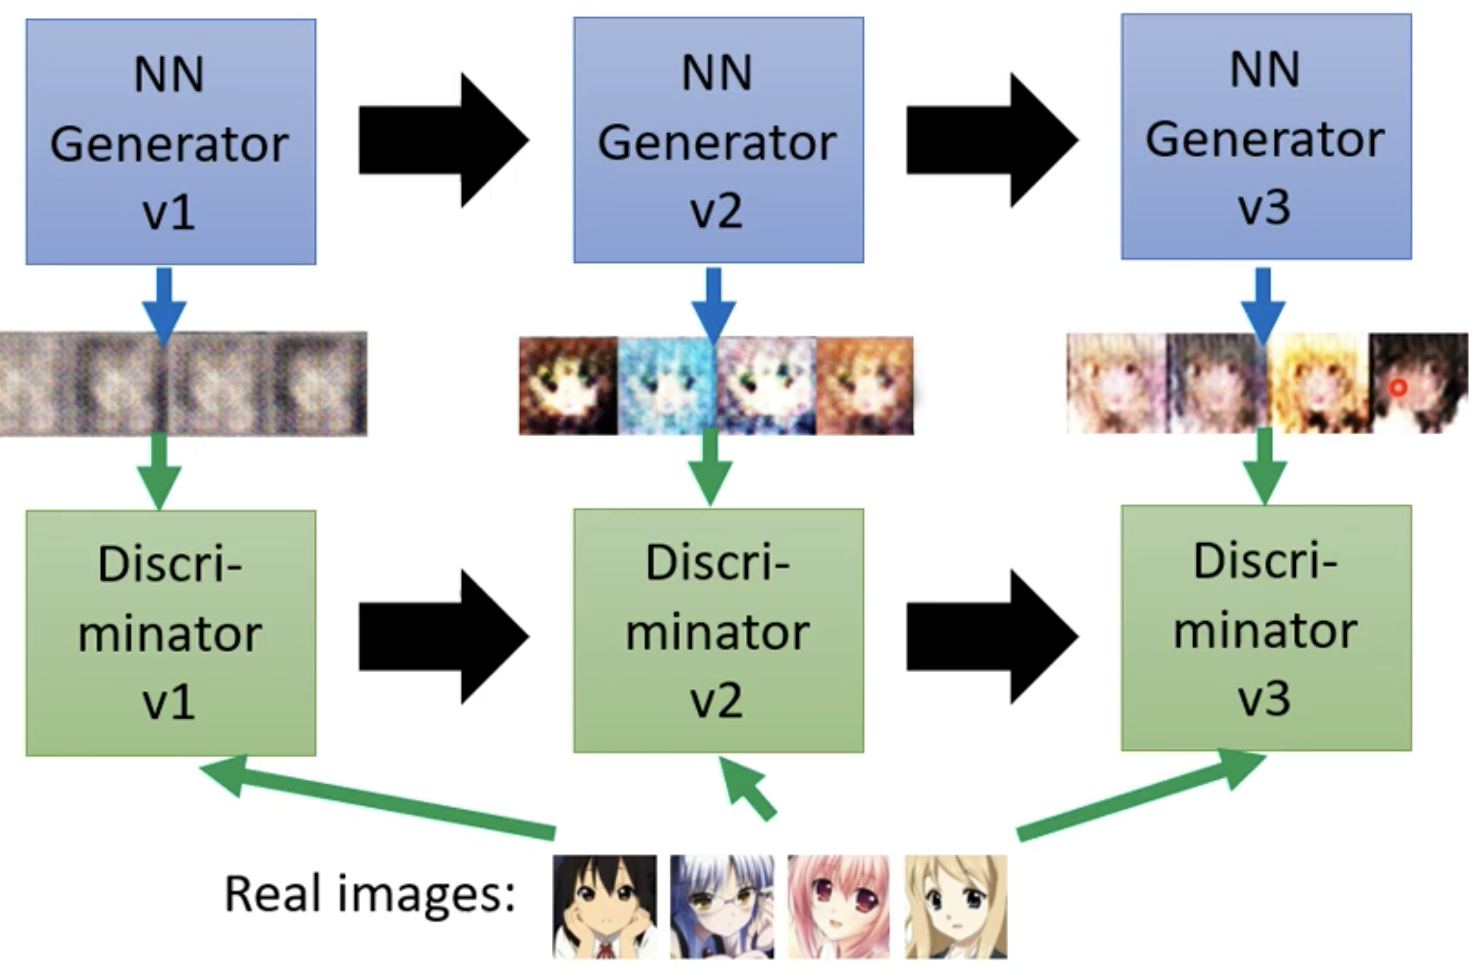 NN
Generator
v1
NN
Generator
v2
NN
Generator
v3
Discri-
minator
v1
Discri-
minator
v2
Discri-
minator
v3
Real images: